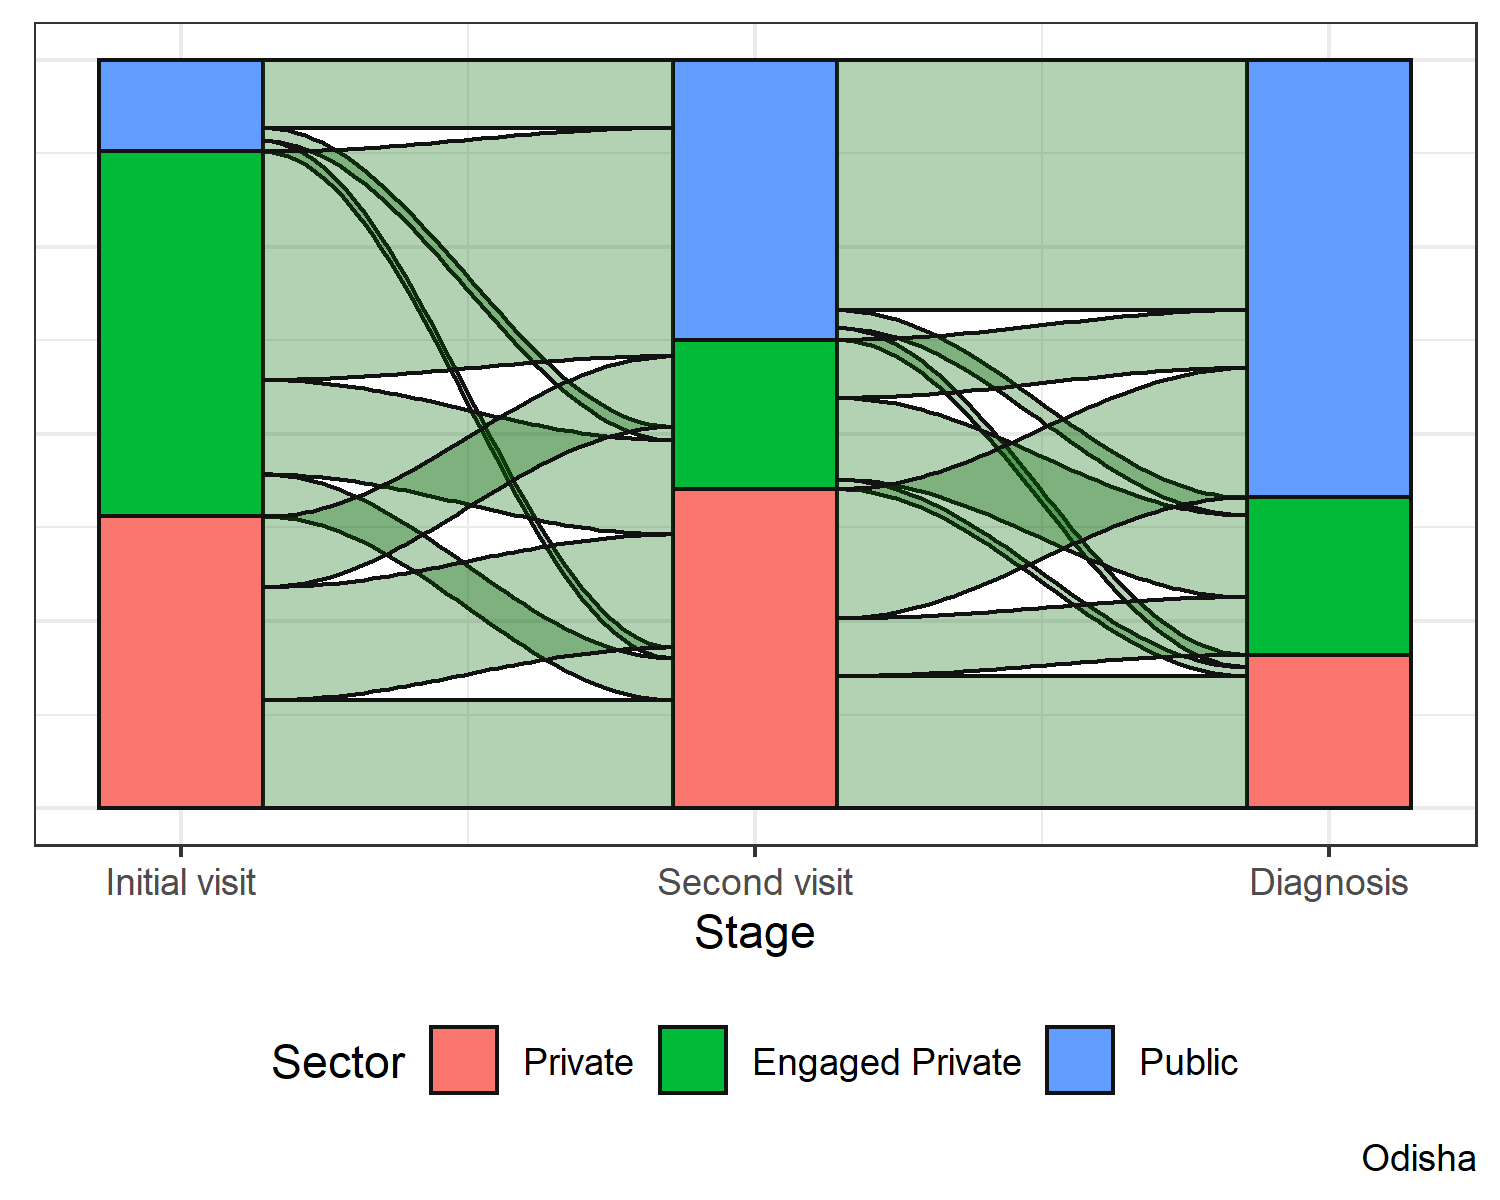 Initial visit Second visit Diagnosis
Stage
Sector Private Engaged Private Public
Odisha